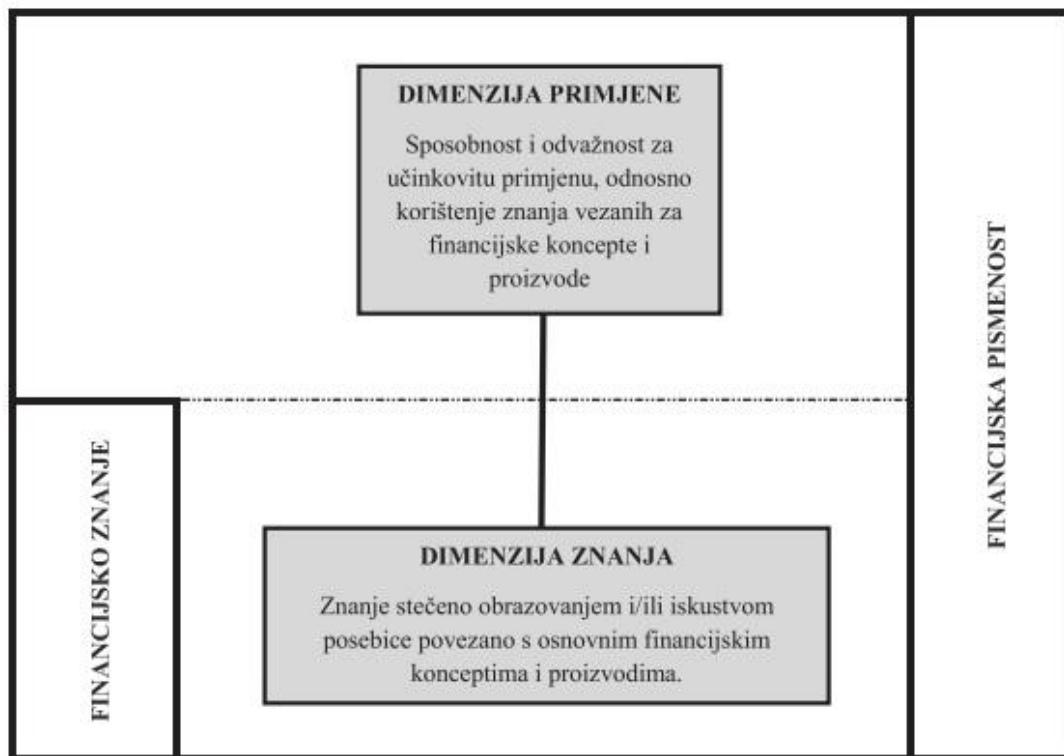 DIMENZIJA PRIMJENE
Sposobnost i odvažnost za
učinkovitu primjenu, odnosno
korištenje znanja vezanih za
financijske koncepte i
proizvode
FINANCIJSKA PISMENOST
FINANCIJSKO ZNANJE
DIMENZIJA ZNANJA
Znanje stečeno obrazovanjem i/ili iskustvom
posebice povezano s osnovnim financijskim
konceptima i proizvodima.